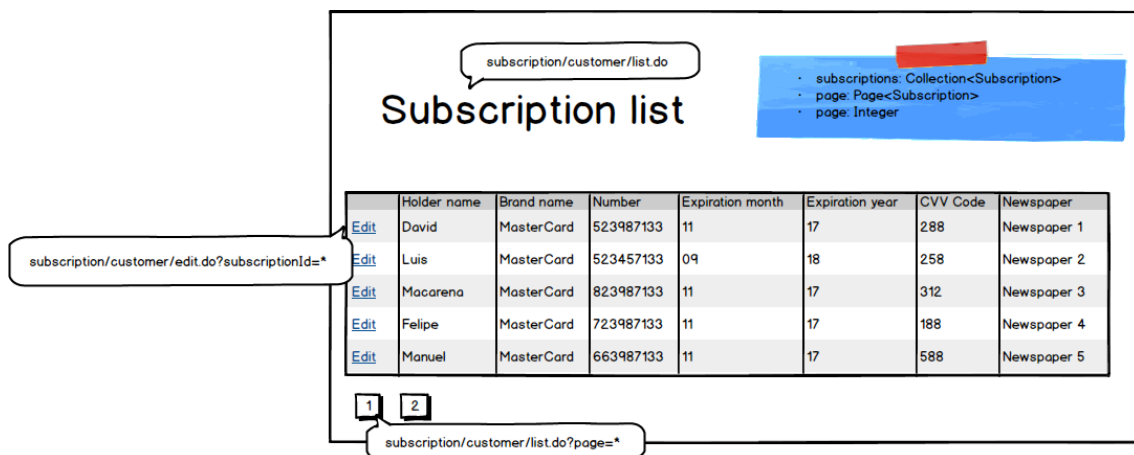 subscription/customer/list.do
· subscriptions: Collection<Subscription>
· page: Page<Subscription>
· page: Integer
Subscription list
Holder name Brand name Number Expiration month Expiration year CVV Code Newspaper
Edit David MasterCard 523987133 11 17 288 Newspaper 1
subscription/customer/edit.do?subscriptionId=*
Edit Luis MasterCard 523457133 09 18 258 Newspaper 2
Edit Macarena MasterCard 823987133 11 17 312 Newspaper 3
Edit Felipe MasterCard 723987133 11 17 188 Newspaper 4
Edit Manuel MasterCard 663987133 11 17 588 Newspaper 5
1 2
subscription/customer/list.do?page=*